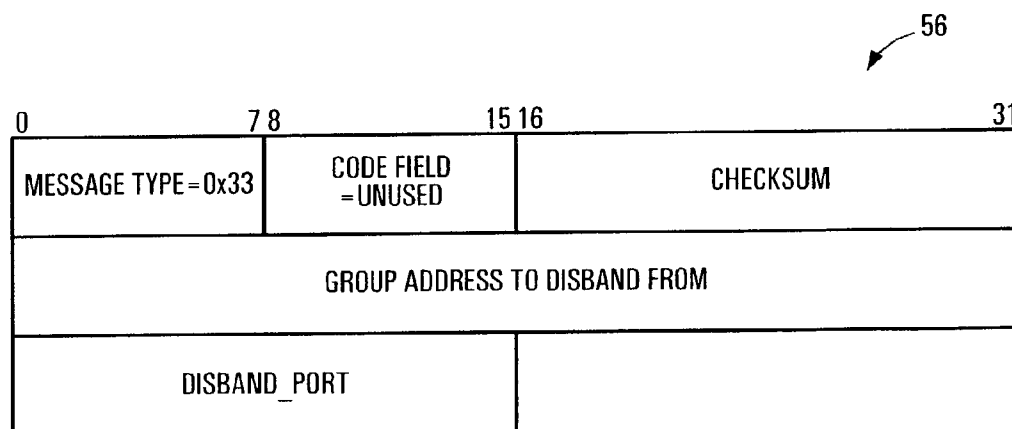 56
0 7 8 15 16 31
MESSAGE TYPE=0x33 CODE FIELD CHECKSUM
=UNUSED
GROUP ADDRESS TO DISBAND FROM
DISBAND_PORT